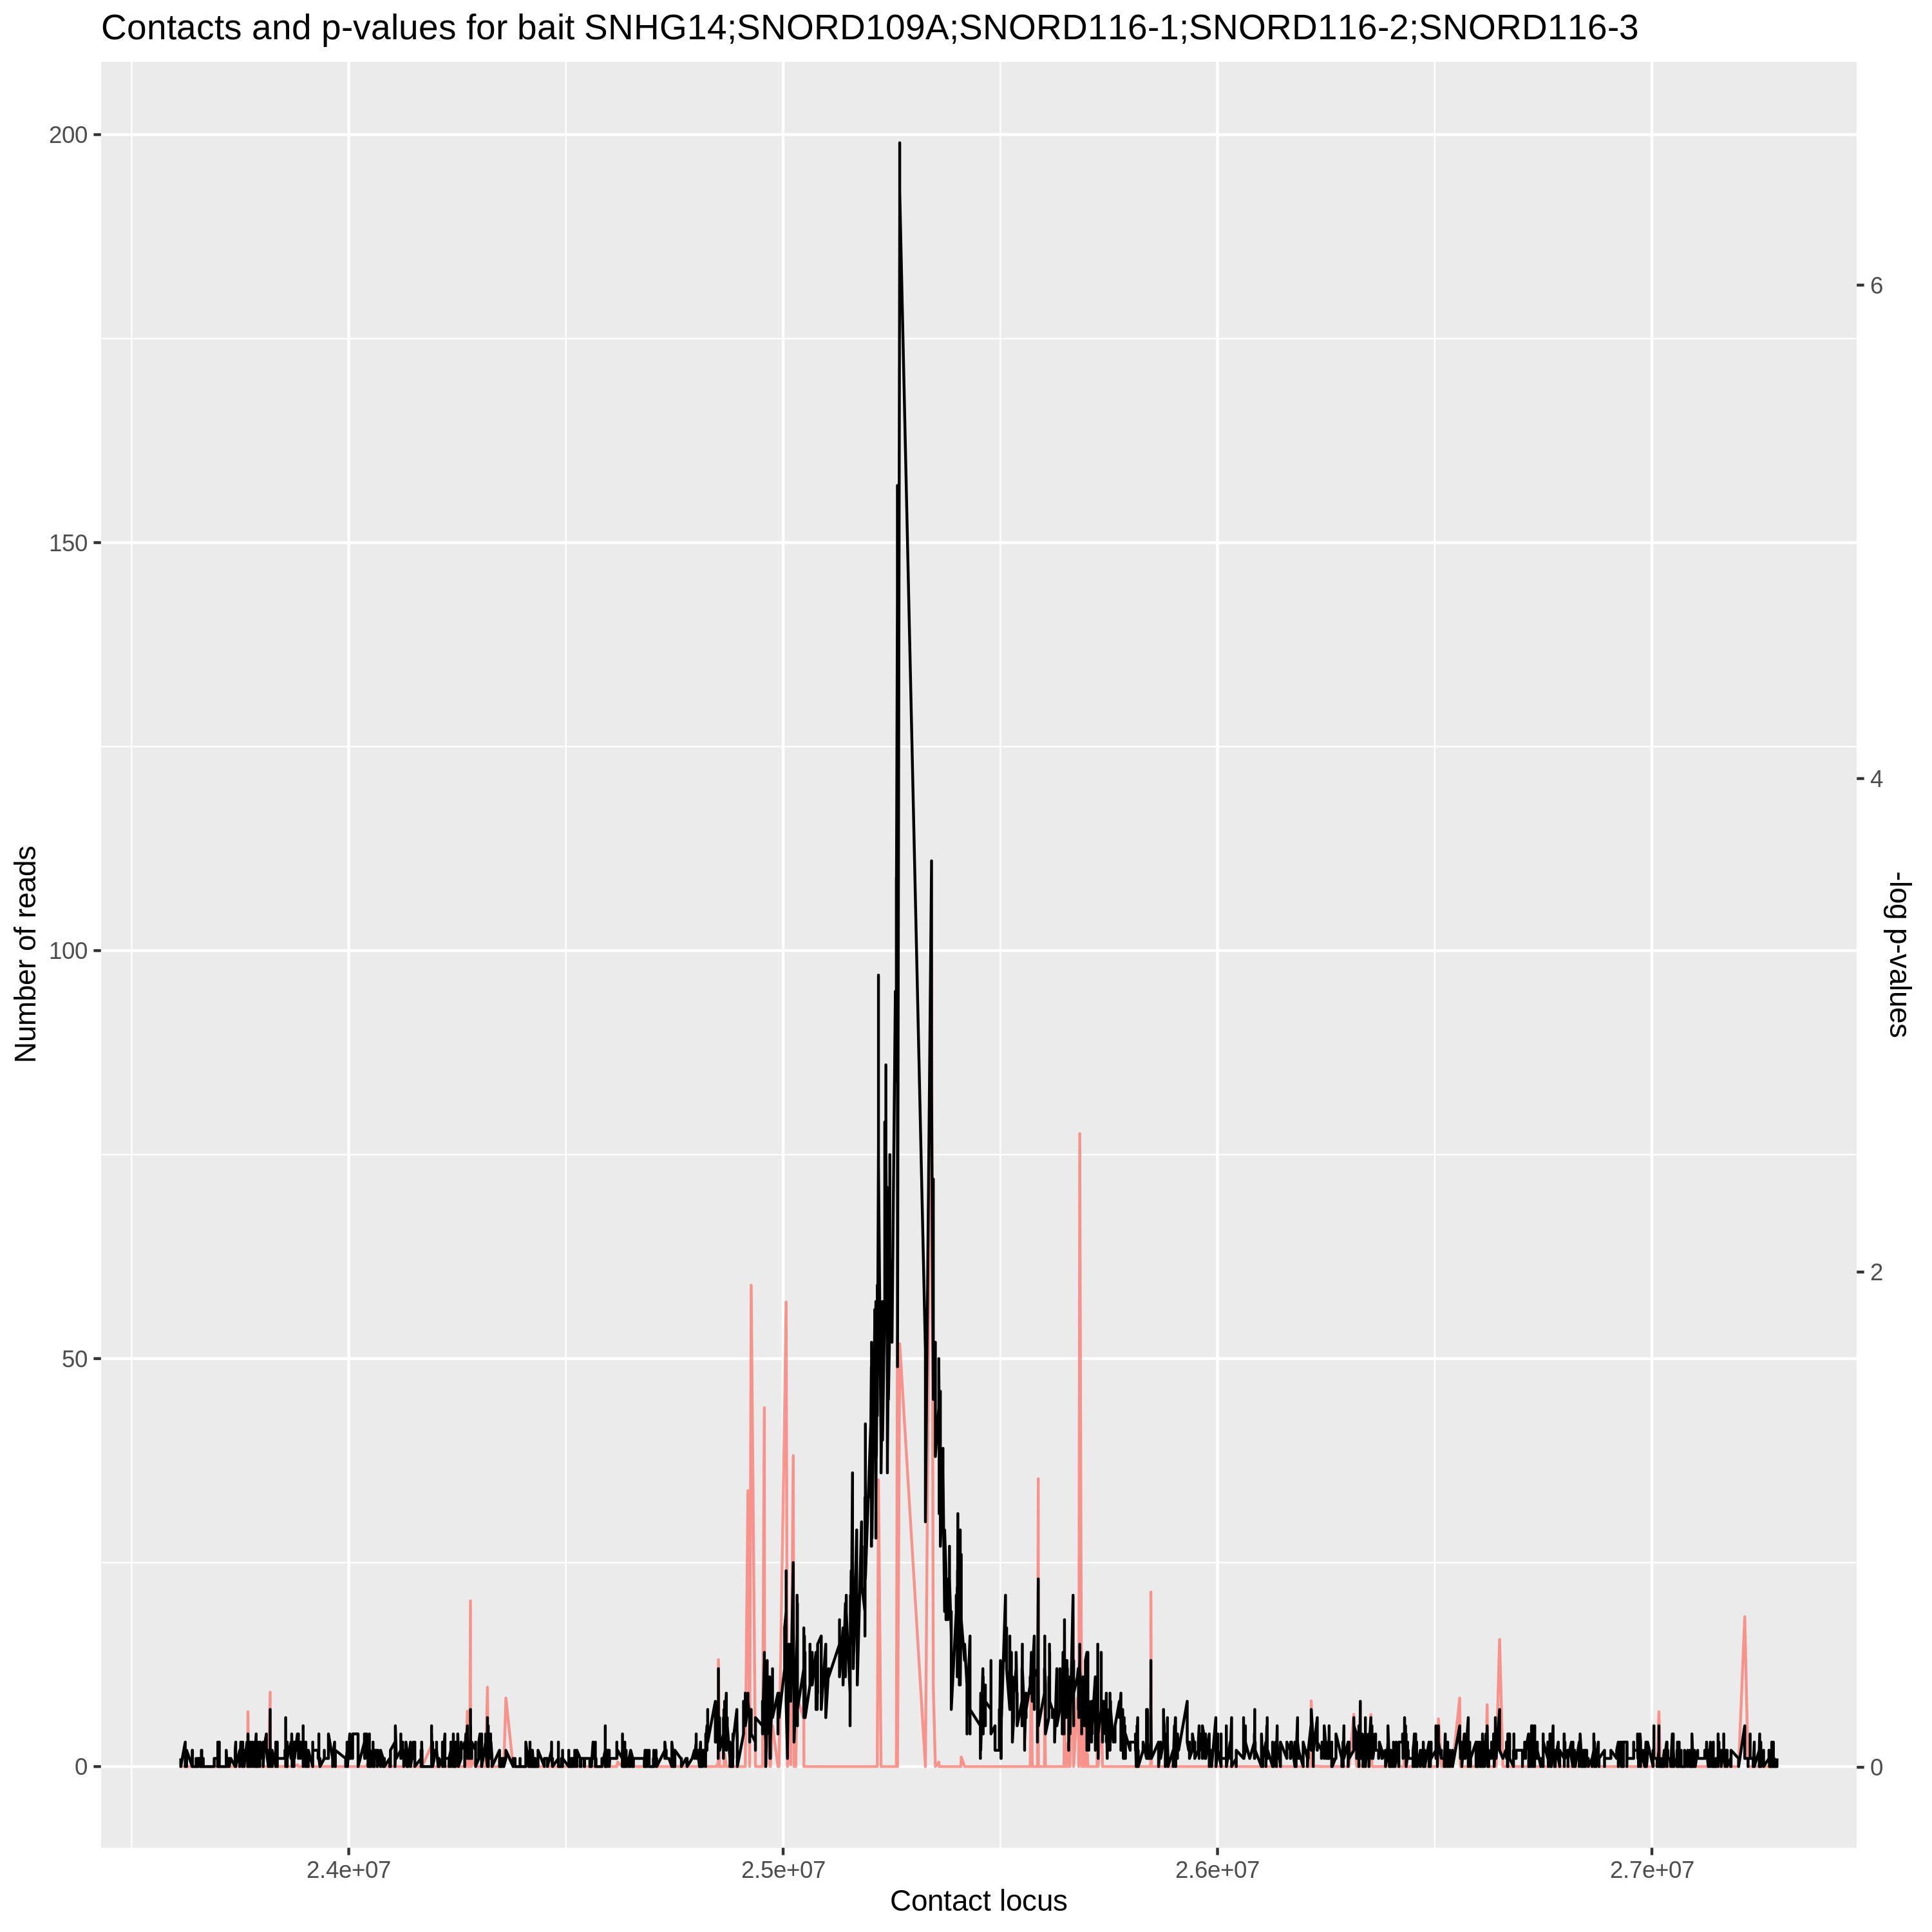 Contacts and p-values for bait SNHG14;SNORD109A;SNORD116-1;SNORD116-2;SNORD116-3
200
150
100
50
0
Number of reads
6
4
2
0
-log p-values
2.4e+07 2.5e+07 2.6e+07 2.7e+07
Contact locus